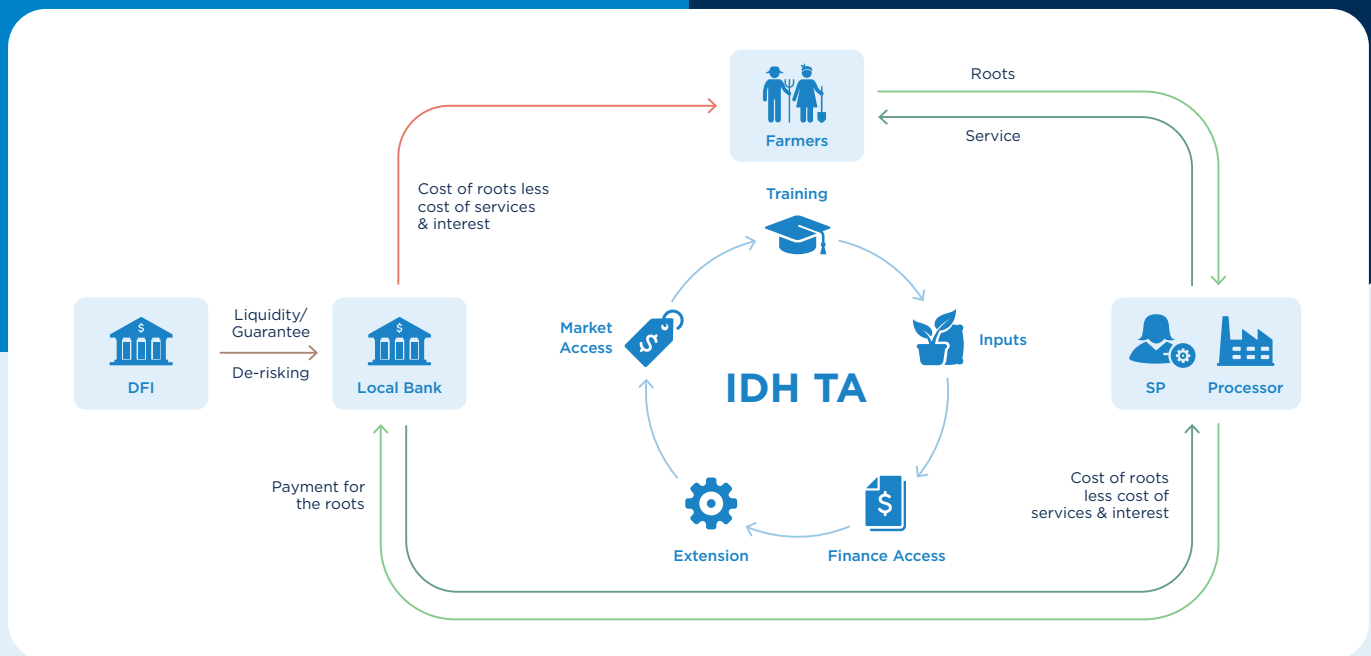 Roots
Farmers
Service
Cost of roots less
cost of services
& interest
Training
Liquidity/
Guarantee
De-risking
$
DFI
$
Local Bank
Market
Access
$
Inputs
IDH TA
SP
Processor
Payment for
the roots
Extension
$
Finance Access
Cost of roots
less cost of
services & interest